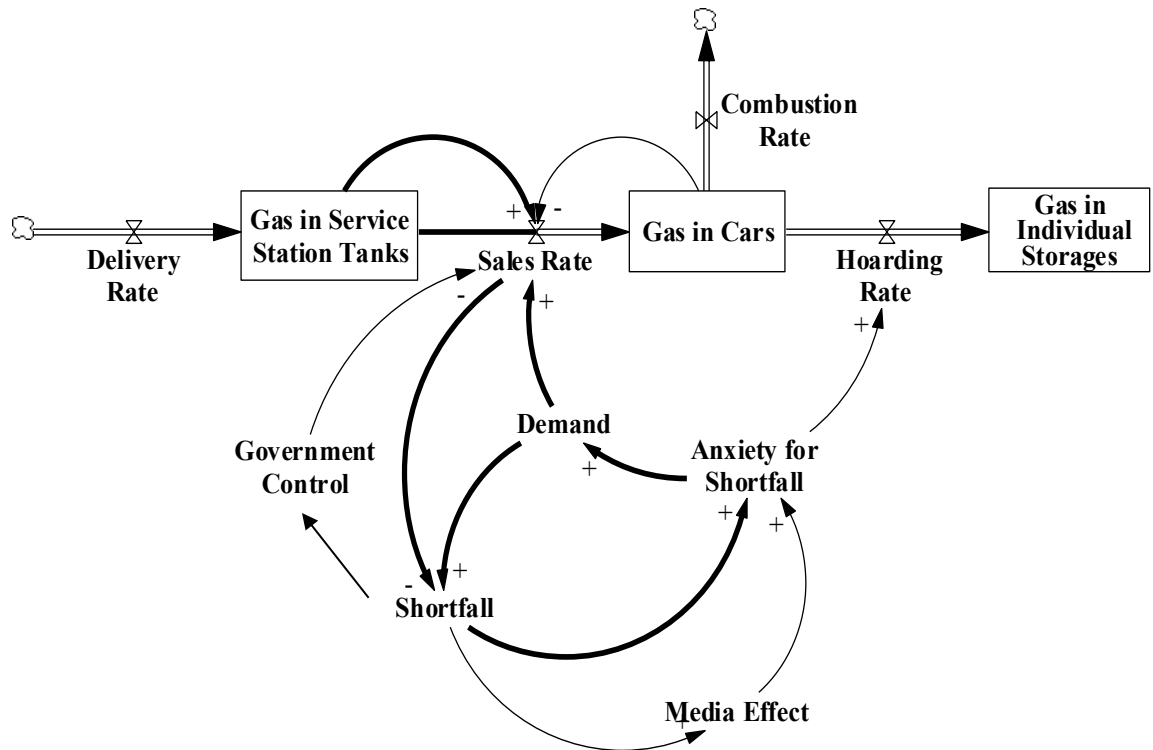 Combustion
Rate
+
-
Gas in Service
Station Tanks
Gas in Cars
Gas in
Individual
Storages
Delivery
Rate
Sales Rate
Hoarding
Rate
-
+
+
Demand
Government
Control
Anxiety for
Shortfall
+
+
+
-
+
Shortfall
Media Effect
+